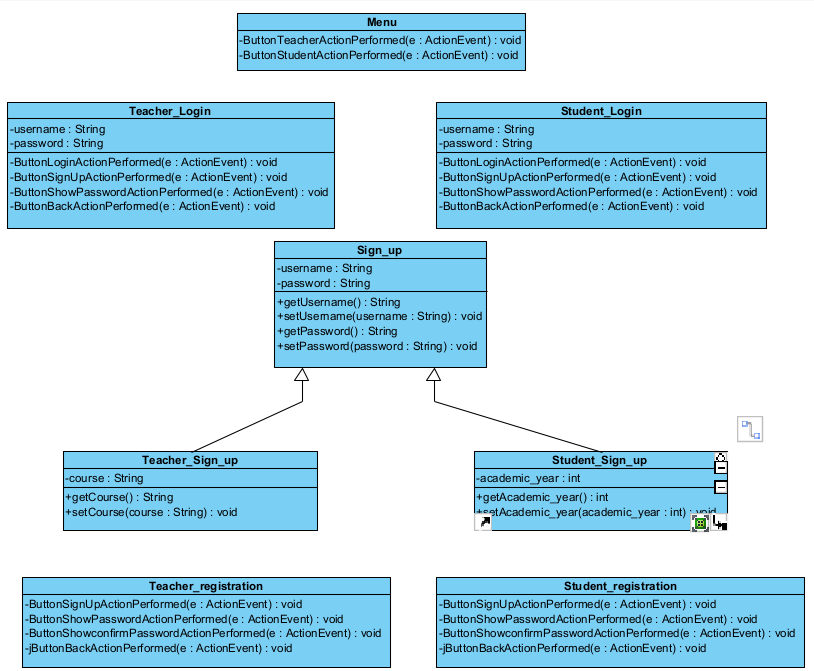 Menu
-ButtonTeacherActionPerformed(e : ActionEvent) : void
-ButtonStudentActionPerformed(e : ActionEvent) : void
Teacher_Login
-username : String
-password : String
-ButtonLoginActionPerformed(e : ActionEvent) : void
-ButtonSignUpActionPerformed(e : ActionEvent) : void
-ButtonShowPasswordActionPerformed(e : ActionEvent) : void
-ButtonBackActionPerformed(e : ActionEvent) : void
Student_Login
-username : String
-password : String
-ButtonLoginActionPerformed(e : ActionEvent) : void
-ButtonSignUpActionPerformed(e : ActionEvent) : void
-ButtonShowPasswordActionPerformed(e : ActionEvent) : void
-ButtonBackActionPerformed(e : ActionEvent) : void
Sign_up
-username : String
-password : String
+getUsername() : String
+setUsername(username : String) : void
+getPassword() : String
+setPassword(password : String) : void
Teacher_Sign_up
-course : String
+getCourse() : String
+setCourse(course : String) : void
Student_Sign_up
-academic_year : int
+getAcademic_year() : int
+setAcademic_year(academic_year : int) : void
Teacher_registration
-ButtonSignUpActionPerformed(e : ActionEvent) : void
-ButtonShowPasswordActionPerformed(e : ActionEvent) : void
-ButtonShowconfirmPasswordActionPerformed(e : ActionEvent) : void
-jButtonBackActionPerformed(e : ActionEvent) : void
Student_registration
-ButtonSignUpActionPerformed(e : ActionEvent) : void
-ButtonShowPasswordActionPerformed(e : ActionEvent) : void
-ButtonShowconfirmPasswordActionPerformed(e : ActionEvent) : void
-jButtonBackActionPerformed(e : ActionEvent) : void